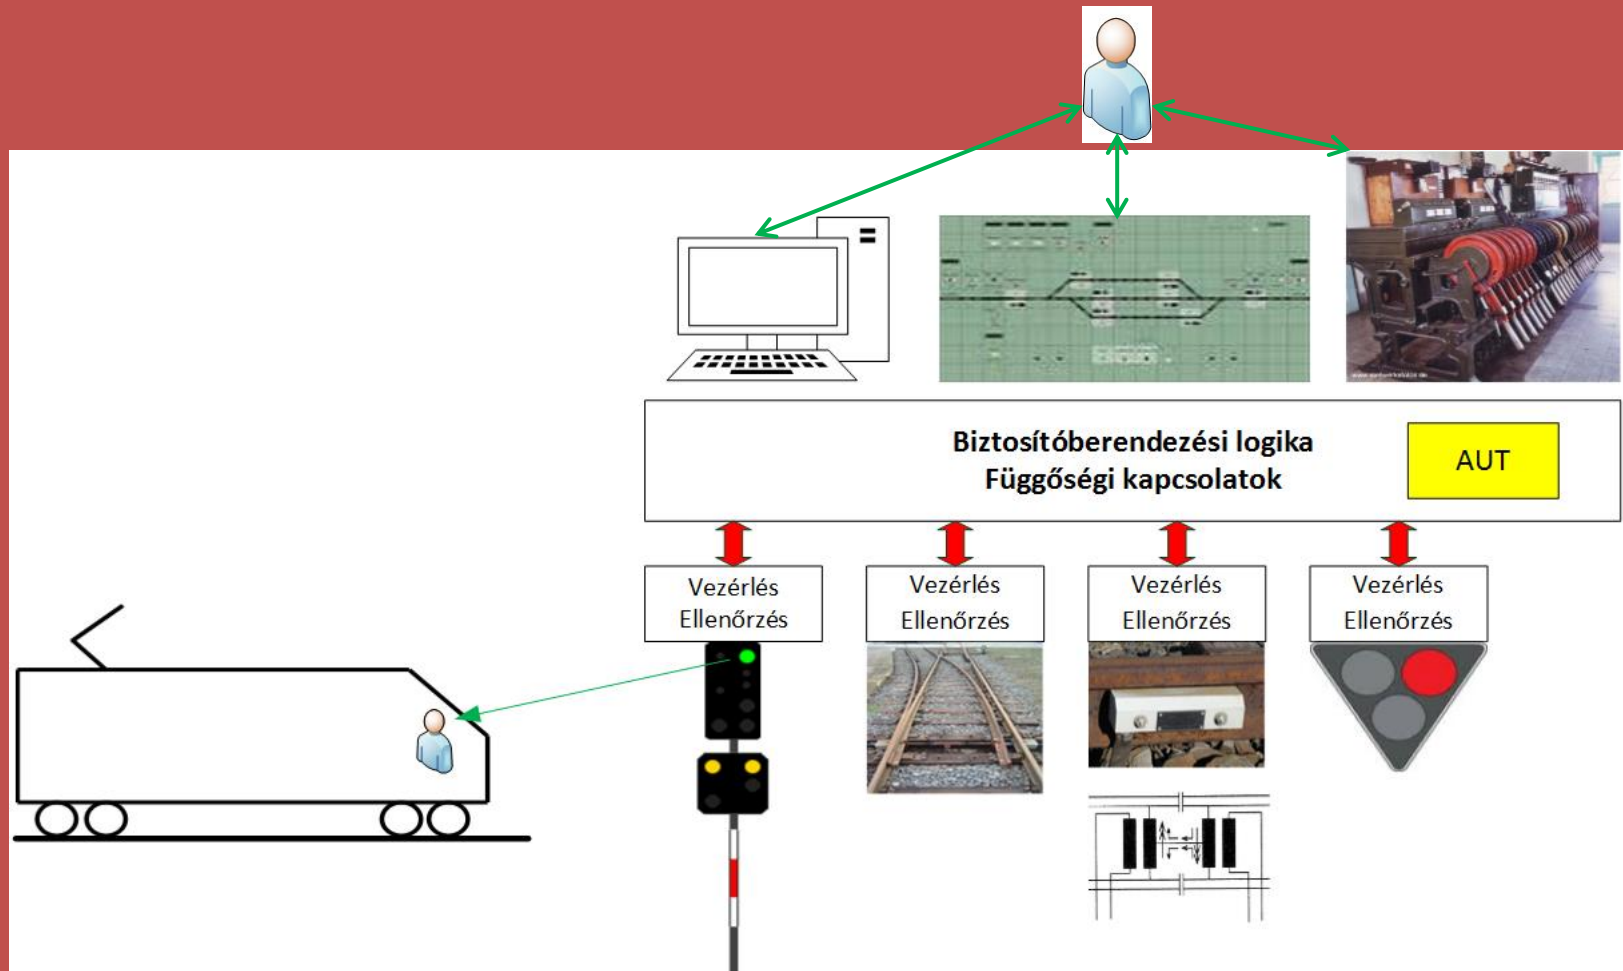 Biztosítóberendezési logika
Függőségi kapcsolatok
AUT
Vezérlés
Ellenőrzés
Vezérlés
Ellenőrzés
Vezérlés
Ellenőrzés
Vezérlés
Ellenőrzés